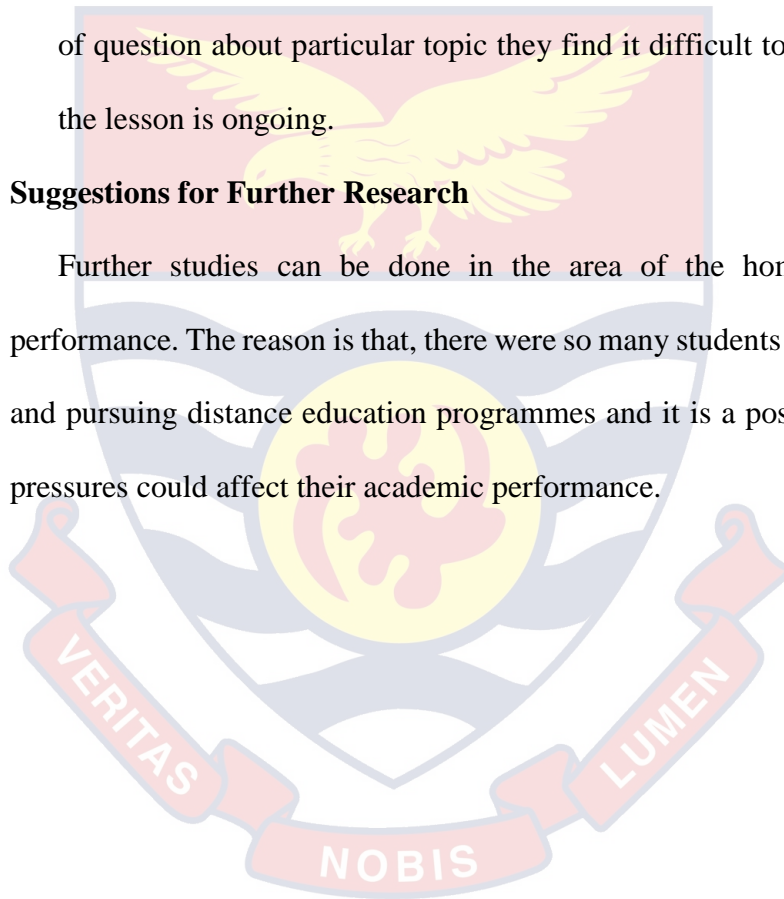 of question about particular topic they find it difficult to
the lesson is ongoing.
Suggestions for Further Research
Further studies can be done in the area of the hor
performance. The reason is that, there were so many students
and pursuing distance education programmes and it is a pos
pressures could affect their academic performance.
VERITAS
NOBIS
LUMEN